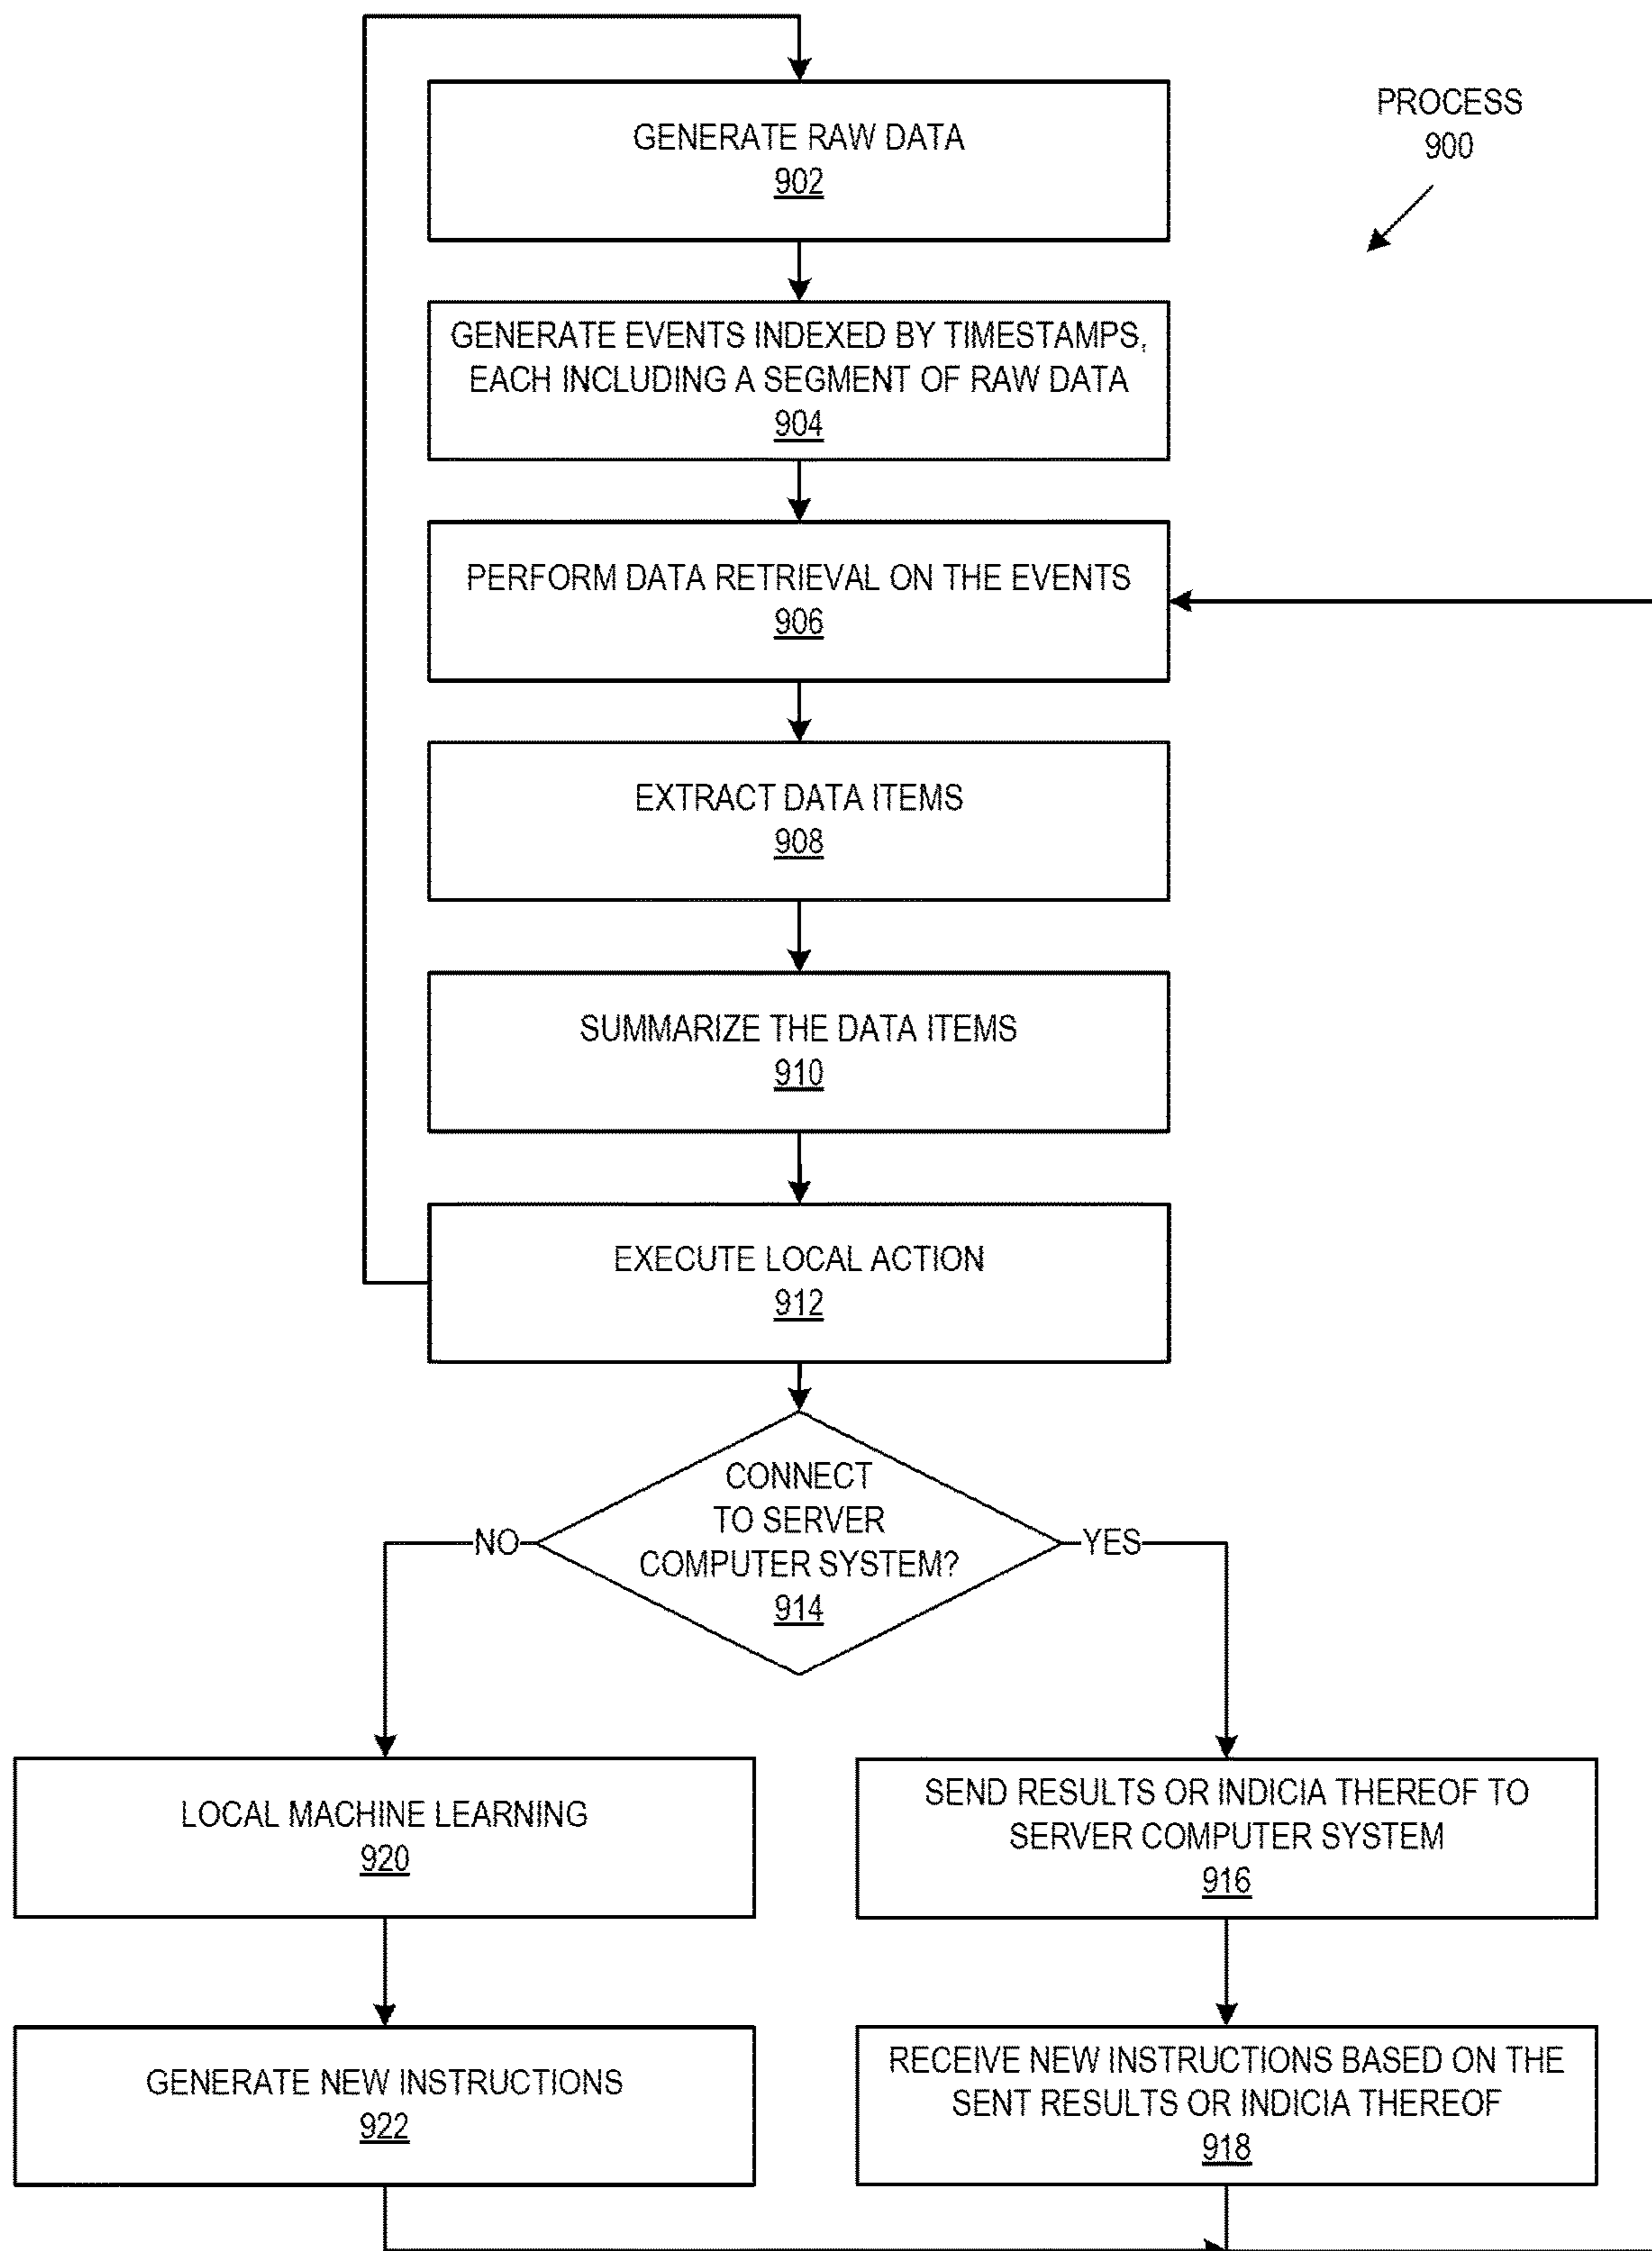 PROCESS
900
GENERATE RAW DATA
902
GENERATE EVENTS INDEXED BY TIMESTAMPS,
EACH INCLUDING A SEGMENT OF RAW DATA
904
PERFORM DATA RETRIEVAL ON THE EVENTS
906
EXTRACT DATA ITEMS
908
SUMMARIZE THE DATA ITEMS
910
EXECUTE LOCAL ACTION
912
CONNECT
TO SERVER
COMPUTER SYSTEM?
914
NO
YES
LOCAL MACHINE LEARNING
920
SEND RESULTS OR INDICIA THEREOF TO
SERVER COMPUTER SYSTEM
916
GENERATE NEW INSTRUCTIONS
922
RECEIVE NEW INSTRUCTIONS BASED ON THE
SENT RESULTS OR INDICIA THEREOF
918